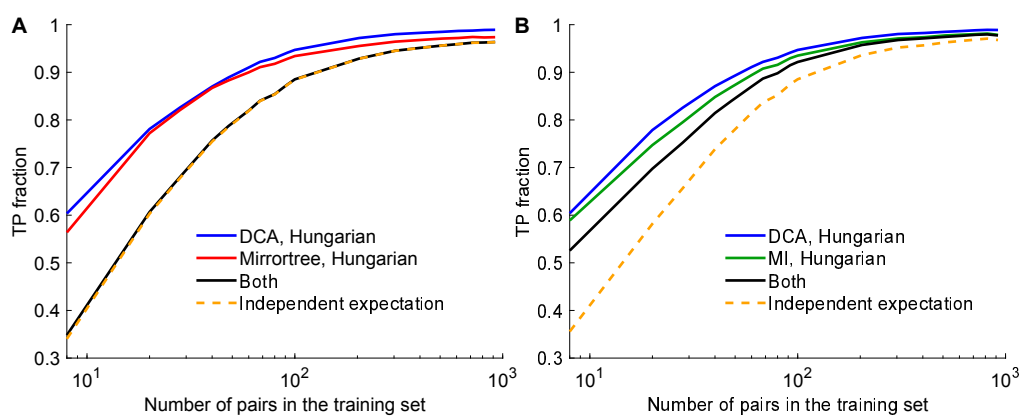 A
TP fraction
1
0.9
0.8
0.7
0.6
0.5
0.4
0.3
DCA, Hungarian
Mirrortree, Hungarian
Both
Independent expectation
10^1
10^2
10^3
Number of pairs in the training set
B
TP fraction
1
0.9
0.8
0.7
0.6
0.5
0.4
0.3
DCA, Hungarian
MI, Hungarian
Both
Independent expectation
10^1
10^2
10^3
Number of pairs in the training set